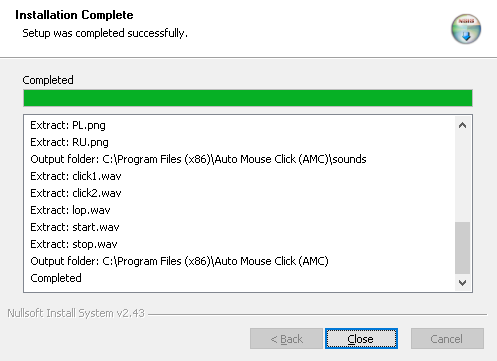 Installation Complete
Setup was completed successfully.
Completed
Extract: PL.png
Extract: RU.png
Output folder: C:\Program Files (x86)\Auto Mouse Click (AMC)\sounds
Extract: click1.wav
Extract: click2.wav
Extract: lop.wav
Extract: start.wav
Extract: stop.wav
Output folder: C:\Program Files (x86)\Auto Mouse Click (AMC)
Completed
Nullsoft Install System v2.43
< Back Close Cancel